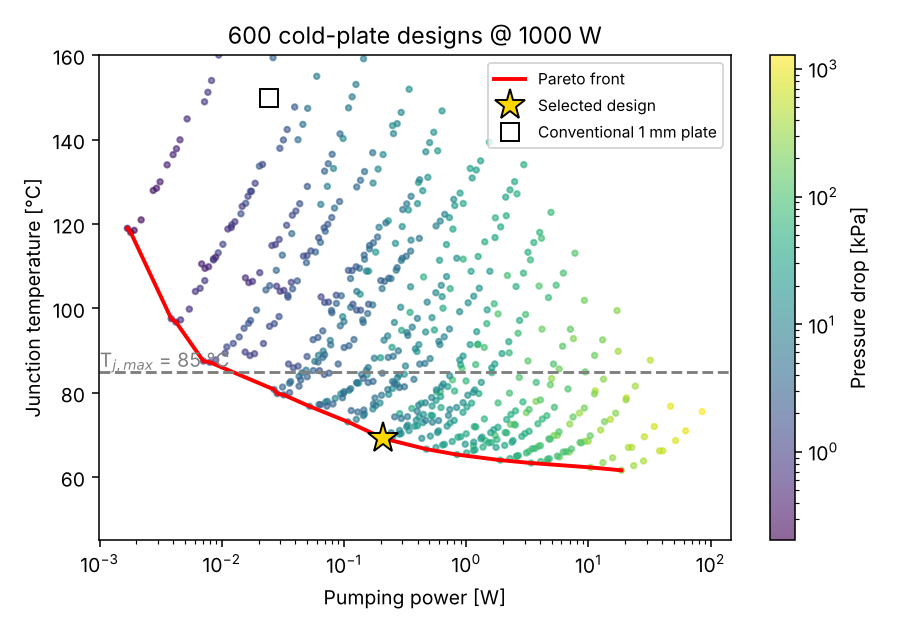 600 cold-plate designs @ 1000 W
Junction temperature [°C]
160
140
120
100
80
60
Pareto front
Selected design
Conventional 1 mm plate
T_{j,max} = 85 °C
10^{-3}
10^{-2}
10^{-1}
10^{0}
10^{1}
10^{2}
Pumping power [W]
10^{3}
10^{2}
10^{1}
10^{0}
Pressure drop [kPa]